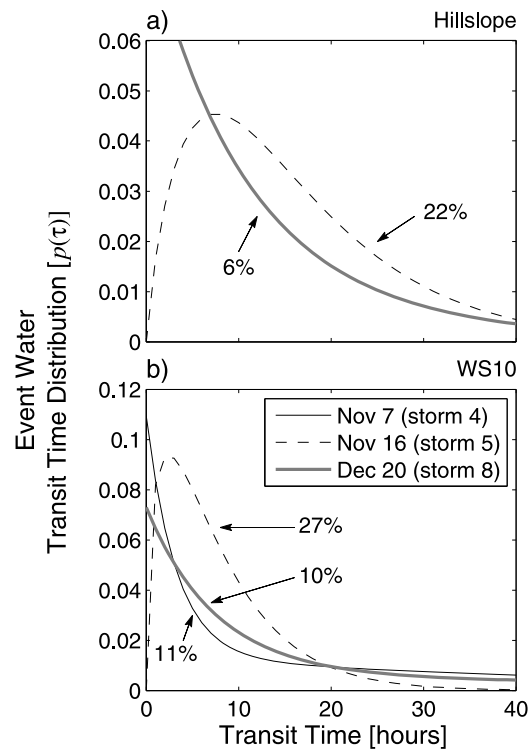 a)
Hillslope
0.06
0.05
0.04
0.03
0.02
0.01
0
22%
6%
Event Water
Transit Time Distribution [p(τ)]
b)
WS10
0.12
0.1
0.08
0.06
0.04
0.02
0
Nov 7 (storm 4)
Nov 16 (storm 5)
Dec 20 (storm 8)
27%
10%
11%
0 10 20 30 40
Transit Time [hours]